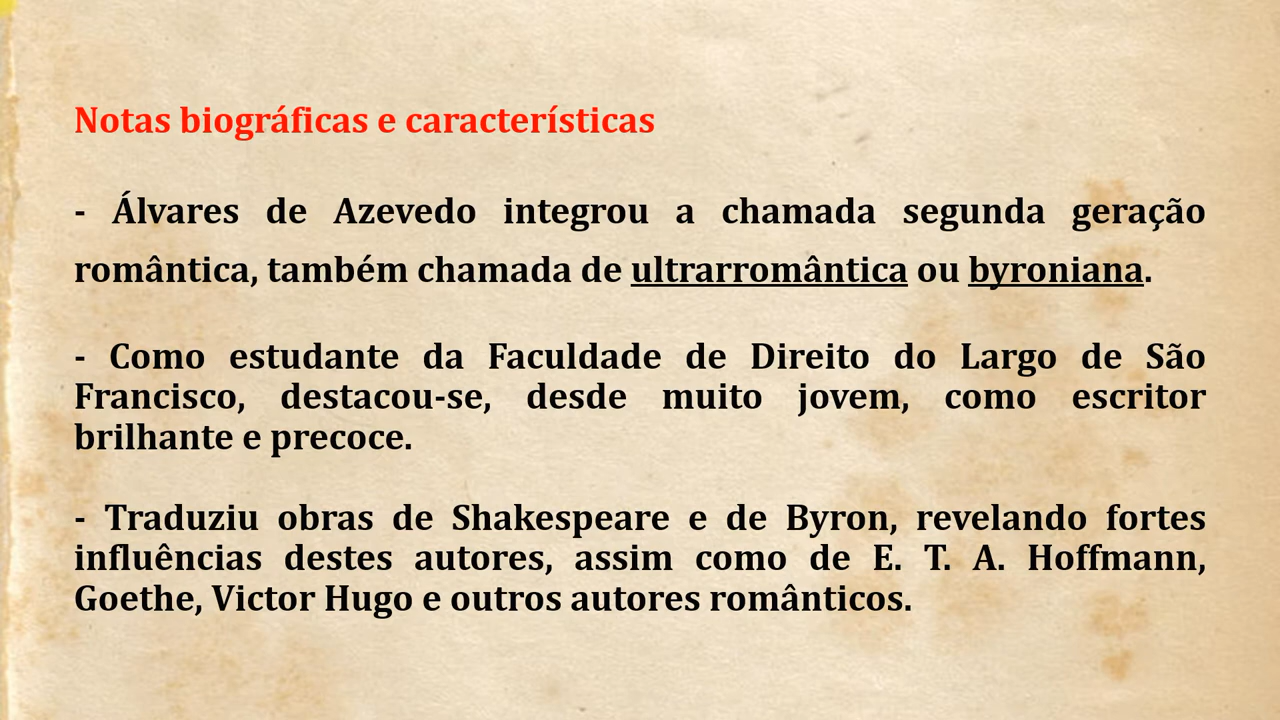 Notas biográficas e características
- Álvares de Azevedo integrou a chamada segunda geração
romântica, também chamada de ultrarromântica ou byroniana.
- Como estudante da Faculdade de Direito do Largo de São
Francisco, destacou-se, desde muito jovem, como escritor
brilhante e precoce.
- Traduziu obras de Shakespeare e de Byron, revelando fortes
influências destes autores, assim como de E. T. A. Hoffmann,
Goethe, Victor Hugo e outros autores românticos.